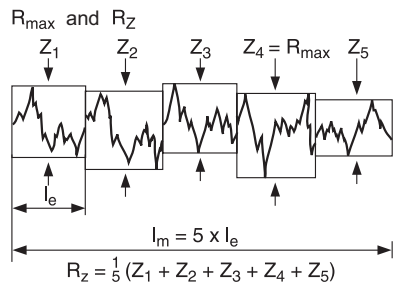 Rmax and RZ
Z1 Z2 Z3 Z4 = Rmax Z5
le
lm = 5 x le
Rz = 1/5 (Z1 + Z2 + Z3 + Z4 + Z5)